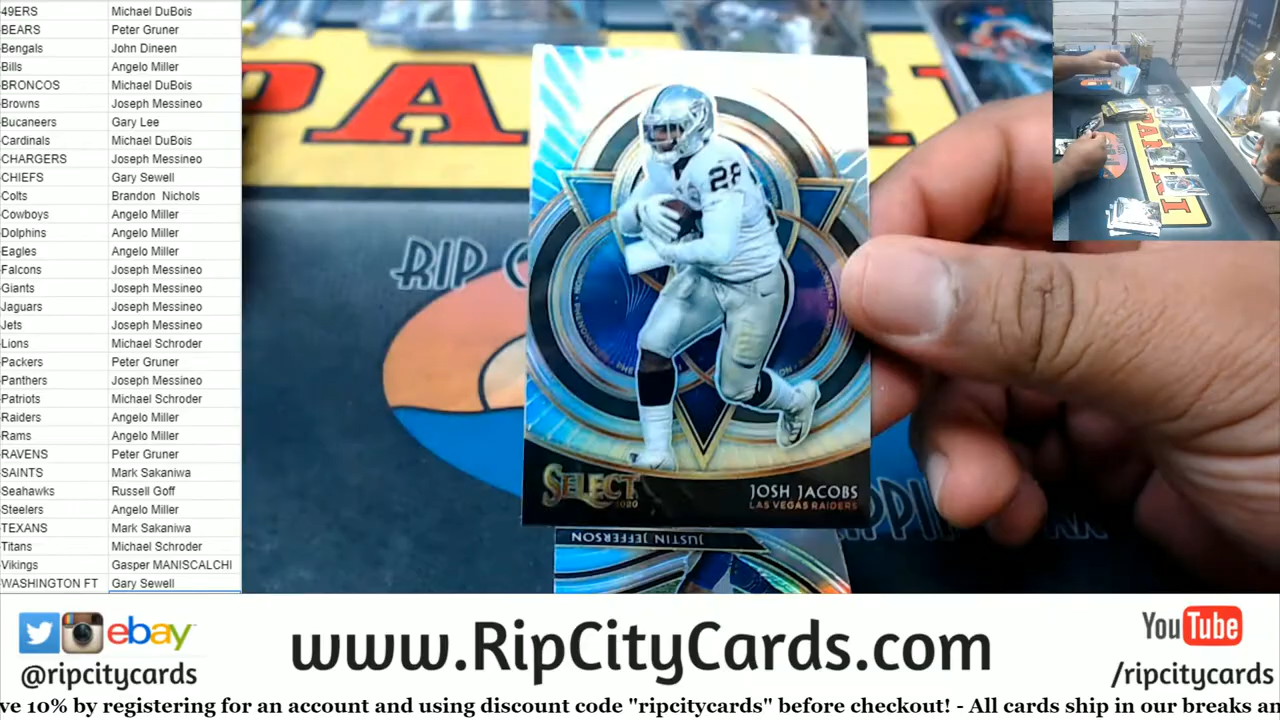 49ERS Michael DuBois
BEARS Peter Gruner
Bengals John Dineen
Bills Angelo Miller
BRONCOS Michael DuBois
Browns Joseph Messineo
Bucaneers Gary Lee
Cardinals Michael DuBois
CHARGERS Joseph Messineo
CHIEFS Gary Sewell
Colts Brandon Nichols
Cowboys Angelo Miller
Dolphins Angelo Miller
Eagles Angelo Miller
Falcons Joseph Messineo
Giants Joseph Messineo
Jaguars Joseph Messineo
Jets Joseph Messineo
Lions Michael Schroder
Packers Peter Gruner
Panthers Joseph Messineo
Patriots Michael Schroder
Raiders Angelo Miller
Rams Angelo Miller
RAVENS Peter Gruner
SAINTS Mark Sakaniwa
Seahawks Russell Goff
Steelers Angelo Miller
TEXANS Mark Sakaniwa
Titans Michael Schroder
Vikings Gasper MANISCALCHI
WASHINGTON FT Gary Sewell
PA
RIP C
28
SELECT
2020
JOSH JACOBS
LAS VEGAS RAIDERS
JUSTIN JEFFERSON
ebay
@ripcitycards
www.RipCityCards.com
YouTube
/ripcitycards
ve 10% by registering for an account and using discount code "ripcitycards" before checkout! - All cards ship in our breaks an